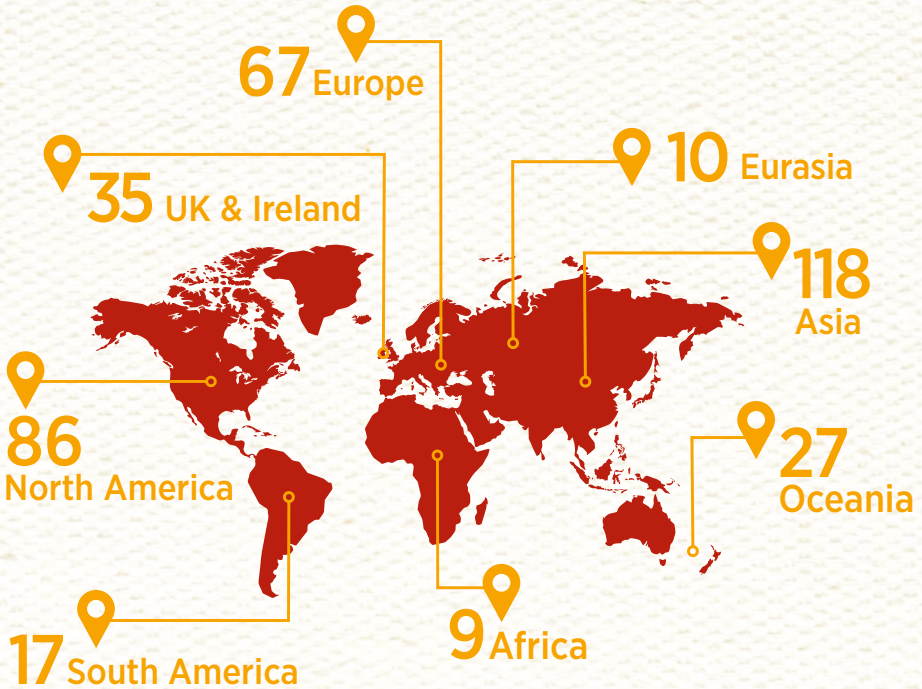 67 Europe
10 Eurasia
35 UK & Ireland
118
Asia
86
North America
27
Oceania
9 Africa
17 South America